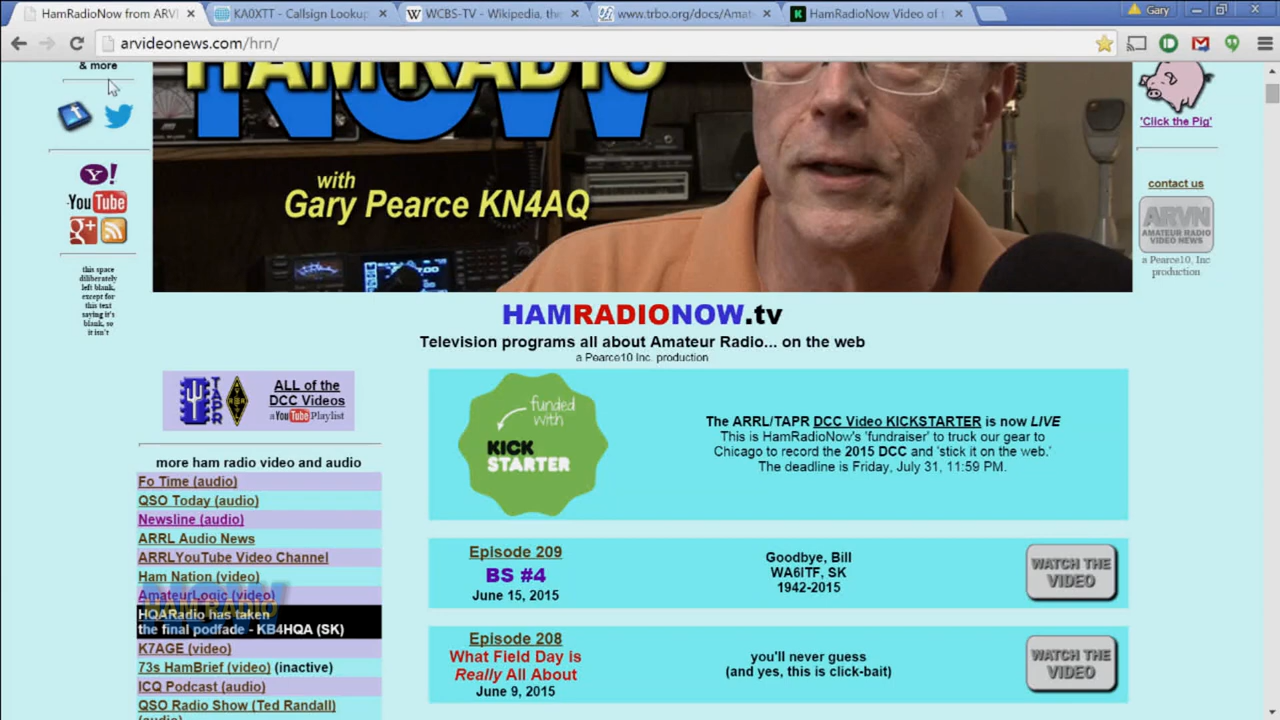 HamRadioNow from ARVI
KA0XTT - Callsign Lookup
WCBS-TV - Wikipedia, the
www.trbo.org/docs/Amat
HamRadioNow Video of t
Gary
arvideonews.com/hrn/
& more
HAM RADIO
NOW
with
Gary Pearce KN4AQ
'Click the Pig'
contact us
ARVN
AMATEUR RADIO
VIDEO NEWS
a Pearce10, Inc
production
Y!
YouTube
g+
this space
diliberately
left blank,
except for
this text
saying it's
blank, so
it isn't
HAMRADIONOW.tv
Television programs all about Amateur Radio... on the web
a Pearce10 Inc. production
TAPR
ALL of the
DCC Videos
a YouTube Playlist
funded
with
KICK
STARTER
The ARRL/TAPR DCC Video KICKSTARTER is now LIVE
This is HamRadioNow's 'fundraiser' to truck our gear to
Chicago to record the 2015 DCC and 'stick it on the web.'
The deadline is Friday, July 31, 11:59 PM.
more ham radio video and audio
Fo Time (audio)
QSO Today (audio)
Newsline (audio)
ARRL Audio News
ARRLYouTube Video Channel
Ham Nation (video)
AmateurLogic (video)
HQARadio has taken
the final podfade - KB4HQA (SK)
K7AGE (video)
73s HamBrief (video) (inactive)
ICQ Podcast (audio)
QSO Radio Show (Ted Randall)
(audio)
Episode 209
BS #4
June 15, 2015
Goodbye, Bill
WA6ITF, SK
1942-2015
WATCH THE
VIDEO
Episode 208
What Field Day is
Really All About
June 9, 2015
you'll never guess
(and yes, this is click-bait)
WATCH THE
VIDEO